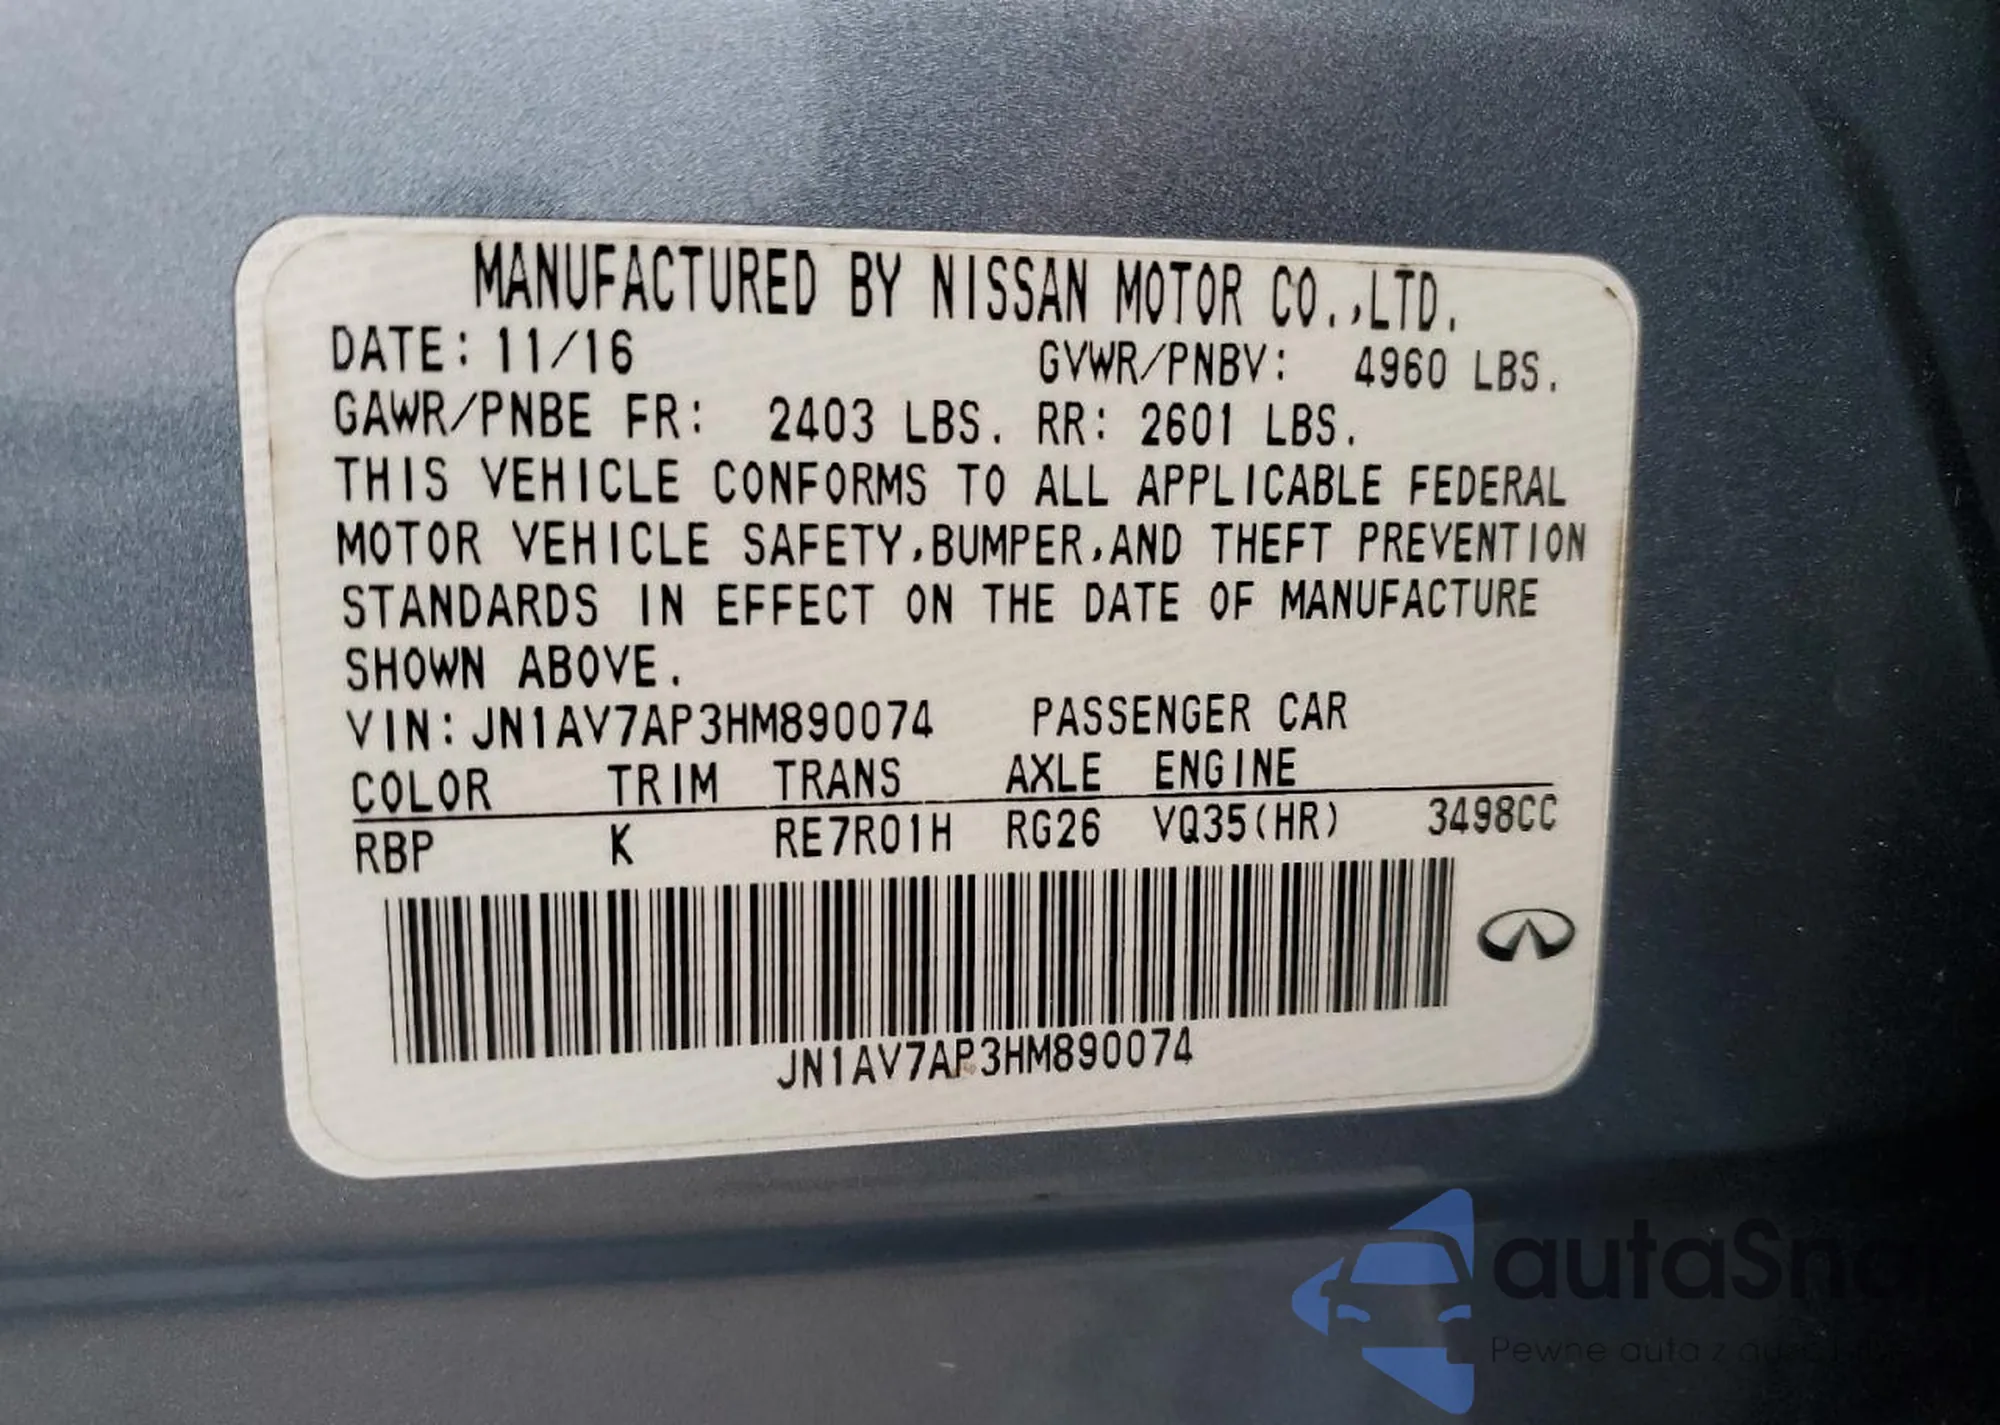 MANUFACTURED BY NISSAN MOTOR CO.,LTD.
DATE: 11/16 GVWR/PNBV: 4960 LBS.
GAWR/PNBE FR: 2403 LBS. RR: 2601 LBS.
THIS VEHICLE CONFORMS TO ALL APPLICABLE FEDERAL
MOTOR VEHICLE SAFETY,BUMPER,AND THEFT PREVENTION
STANDARDS IN EFFECT ON THE DATE OF MANUFACTURE
SHOWN ABOVE.
VIN:JN1AV7AP3HM890074 PASSENGER CAR
COLOR TRIM TRANS AXLE ENGINE
RBP K RE7R01H RG26 VQ35(HR) 3498CC
JN1AV7AP3HM890074
autaSna
Pewne auta z